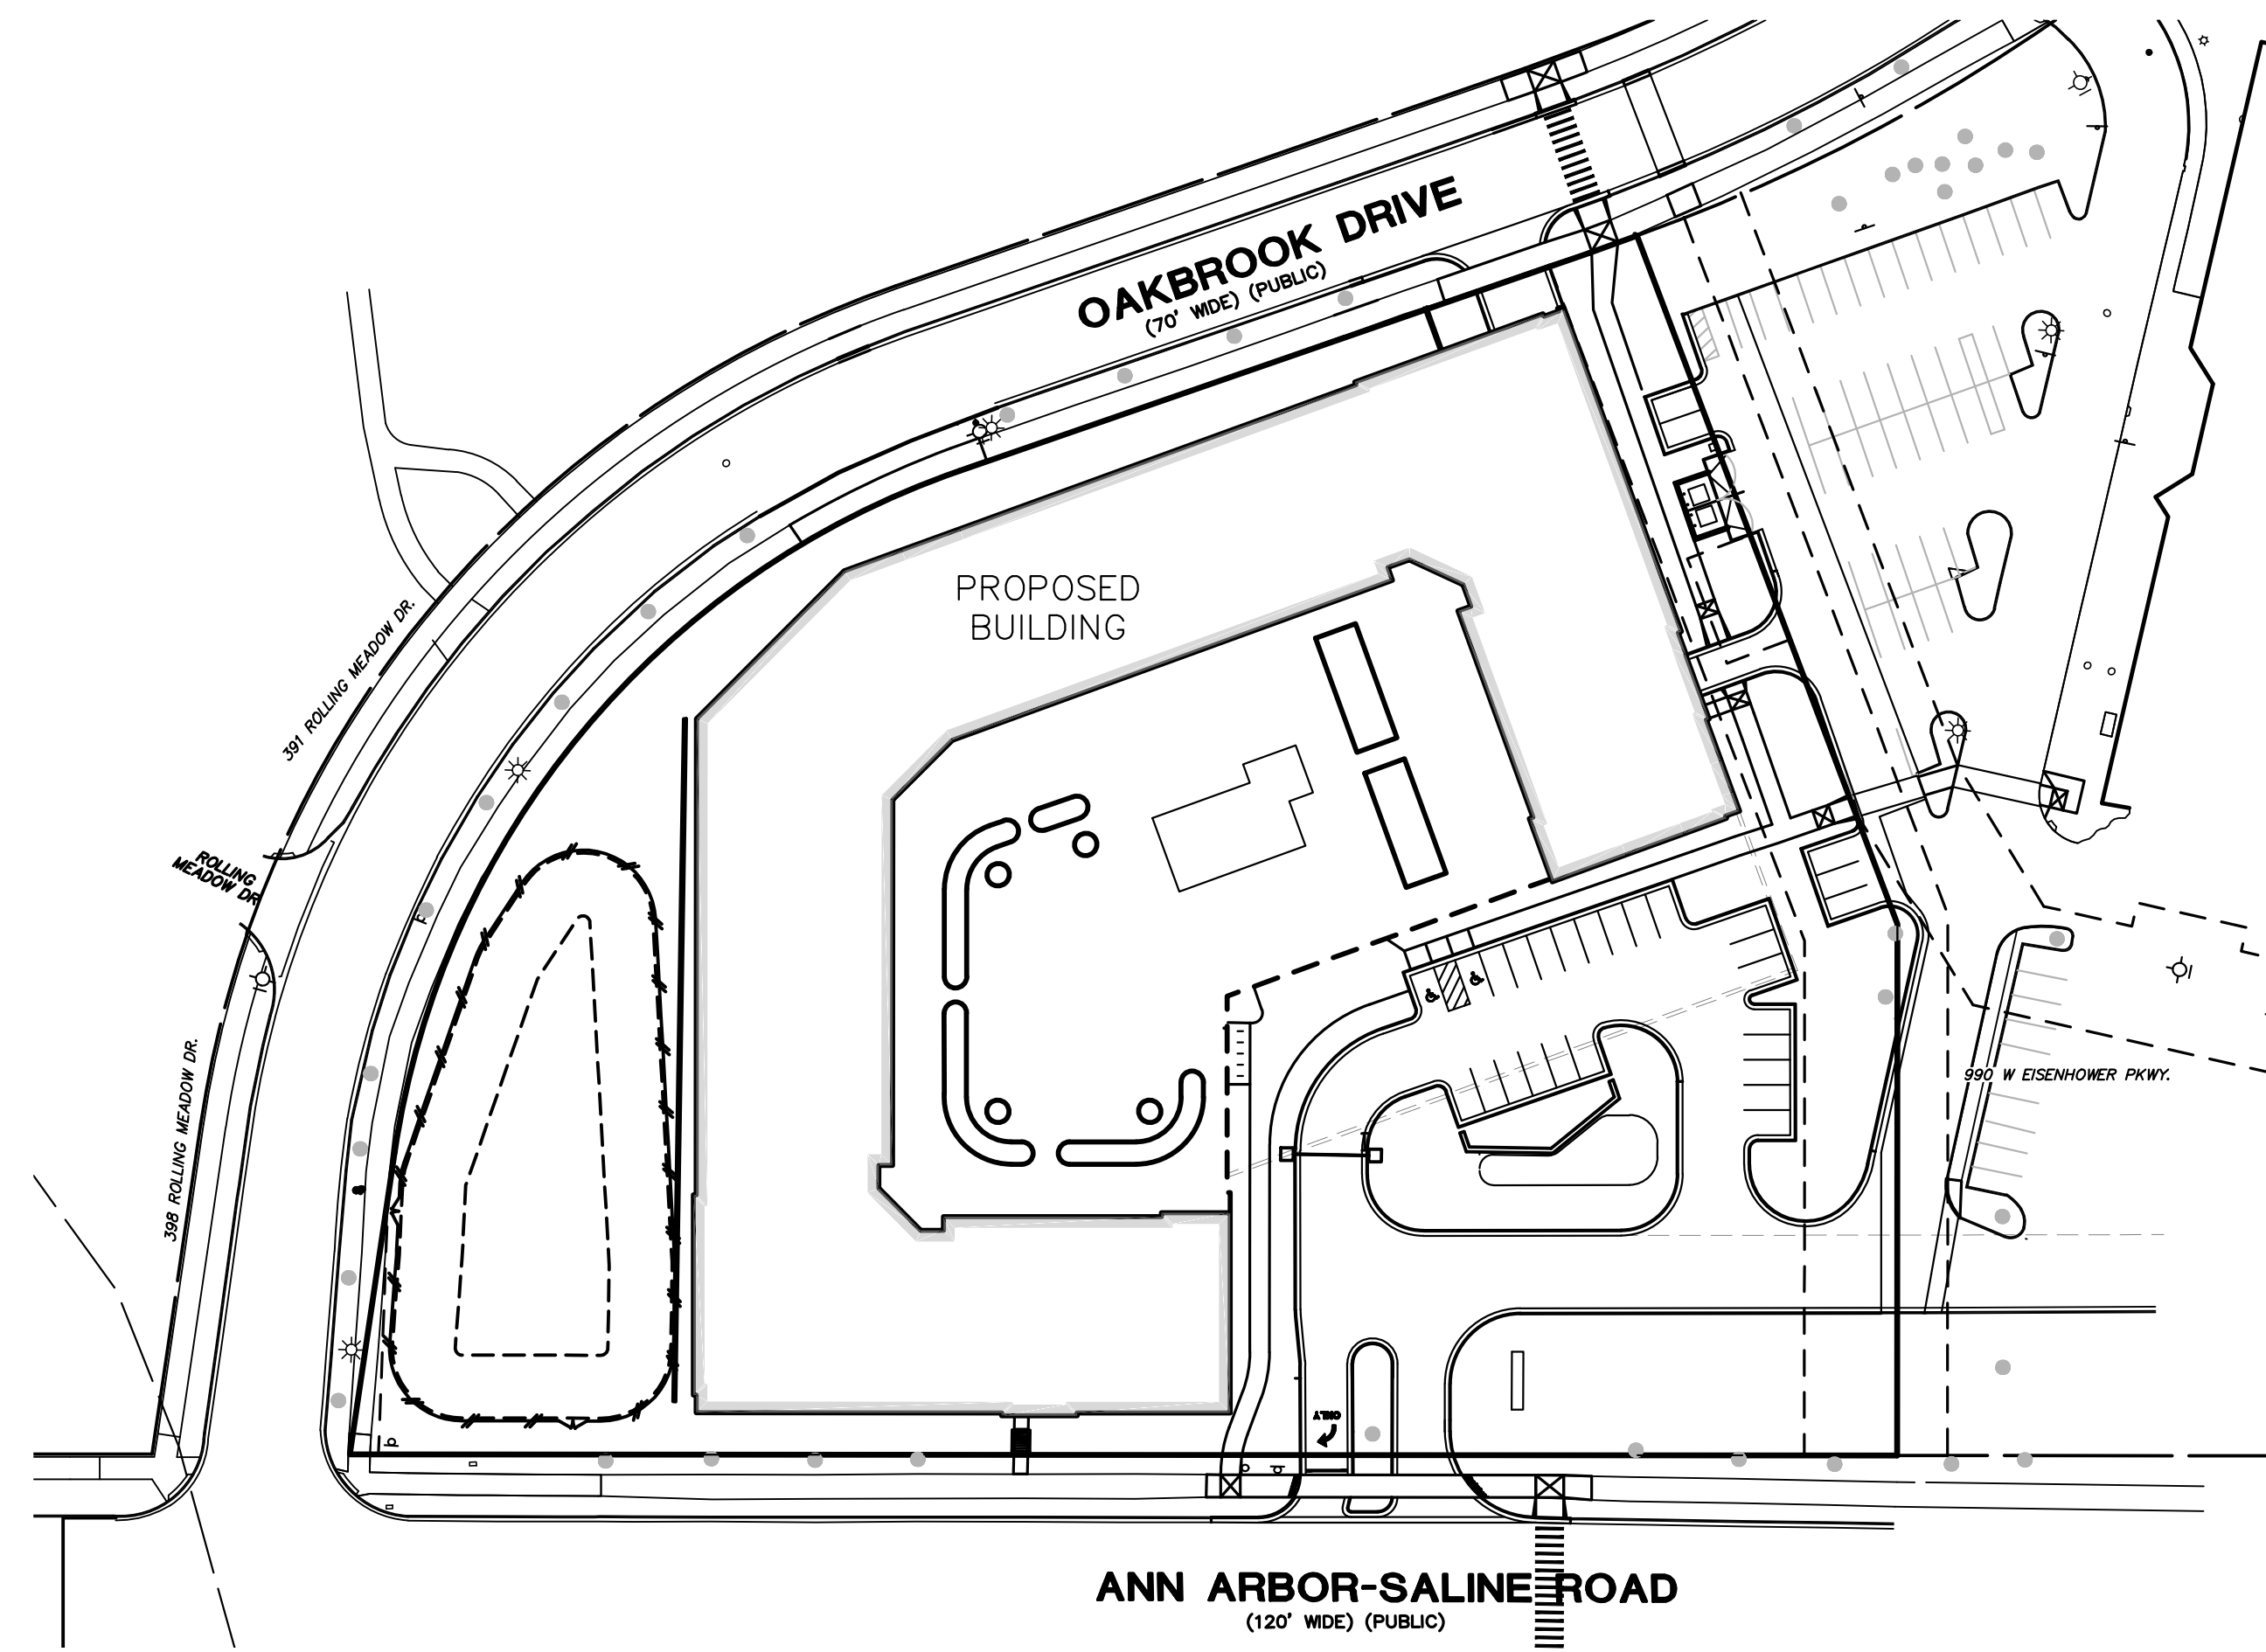 OAKBROOK DRIVE
(70' WIDE) (PUBLIC)
PROPOSED
BUILDING
391 ROLLING MEADOW DR.
ROLLING
MEADOW DR
398 ROLLING MEADOW DR.
990 W EISENHOWER PKWY.
ONLY
ANN ARBOR-SALINE ROAD
(120' WIDE) (PUBLIC)